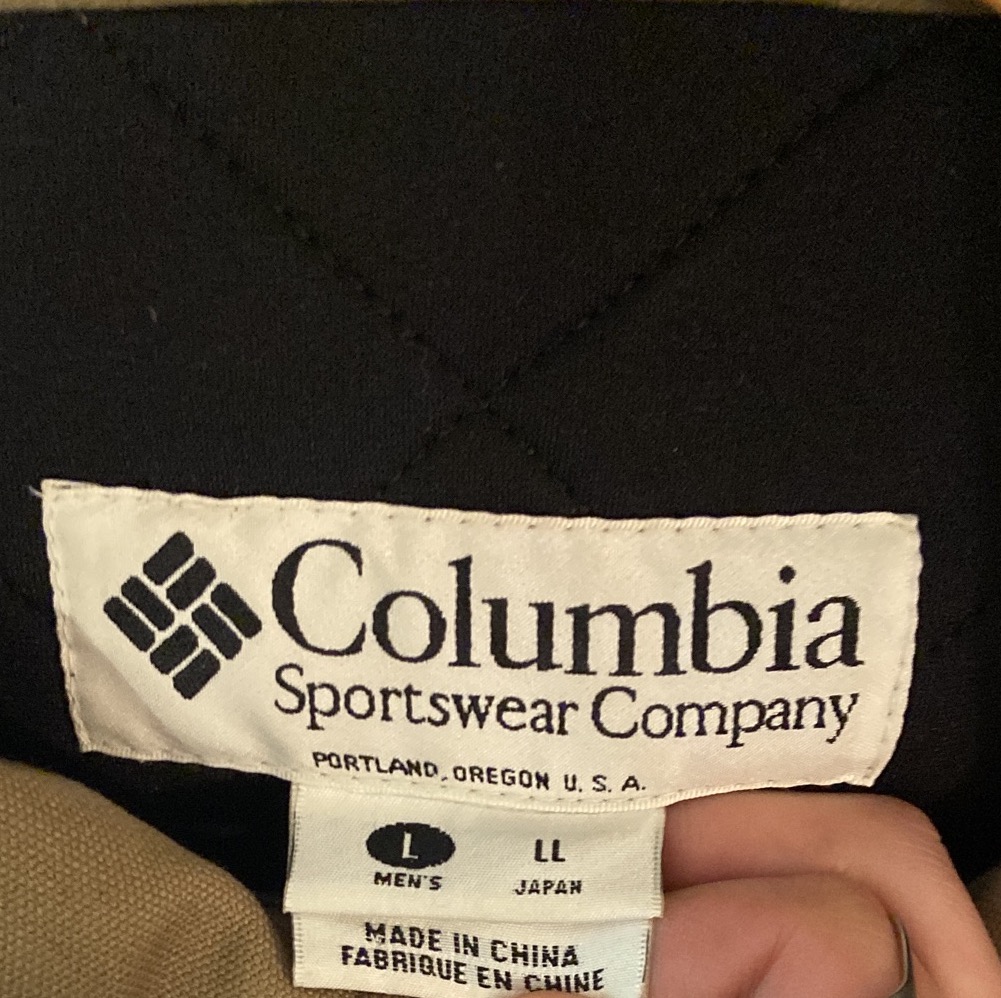 Columbia
Sportswear Company
PORTLAND, OREGON U. S. A.
L LL
MEN'S JAPAN
MADE IN CHINA
FABRIQUE EN CHINE